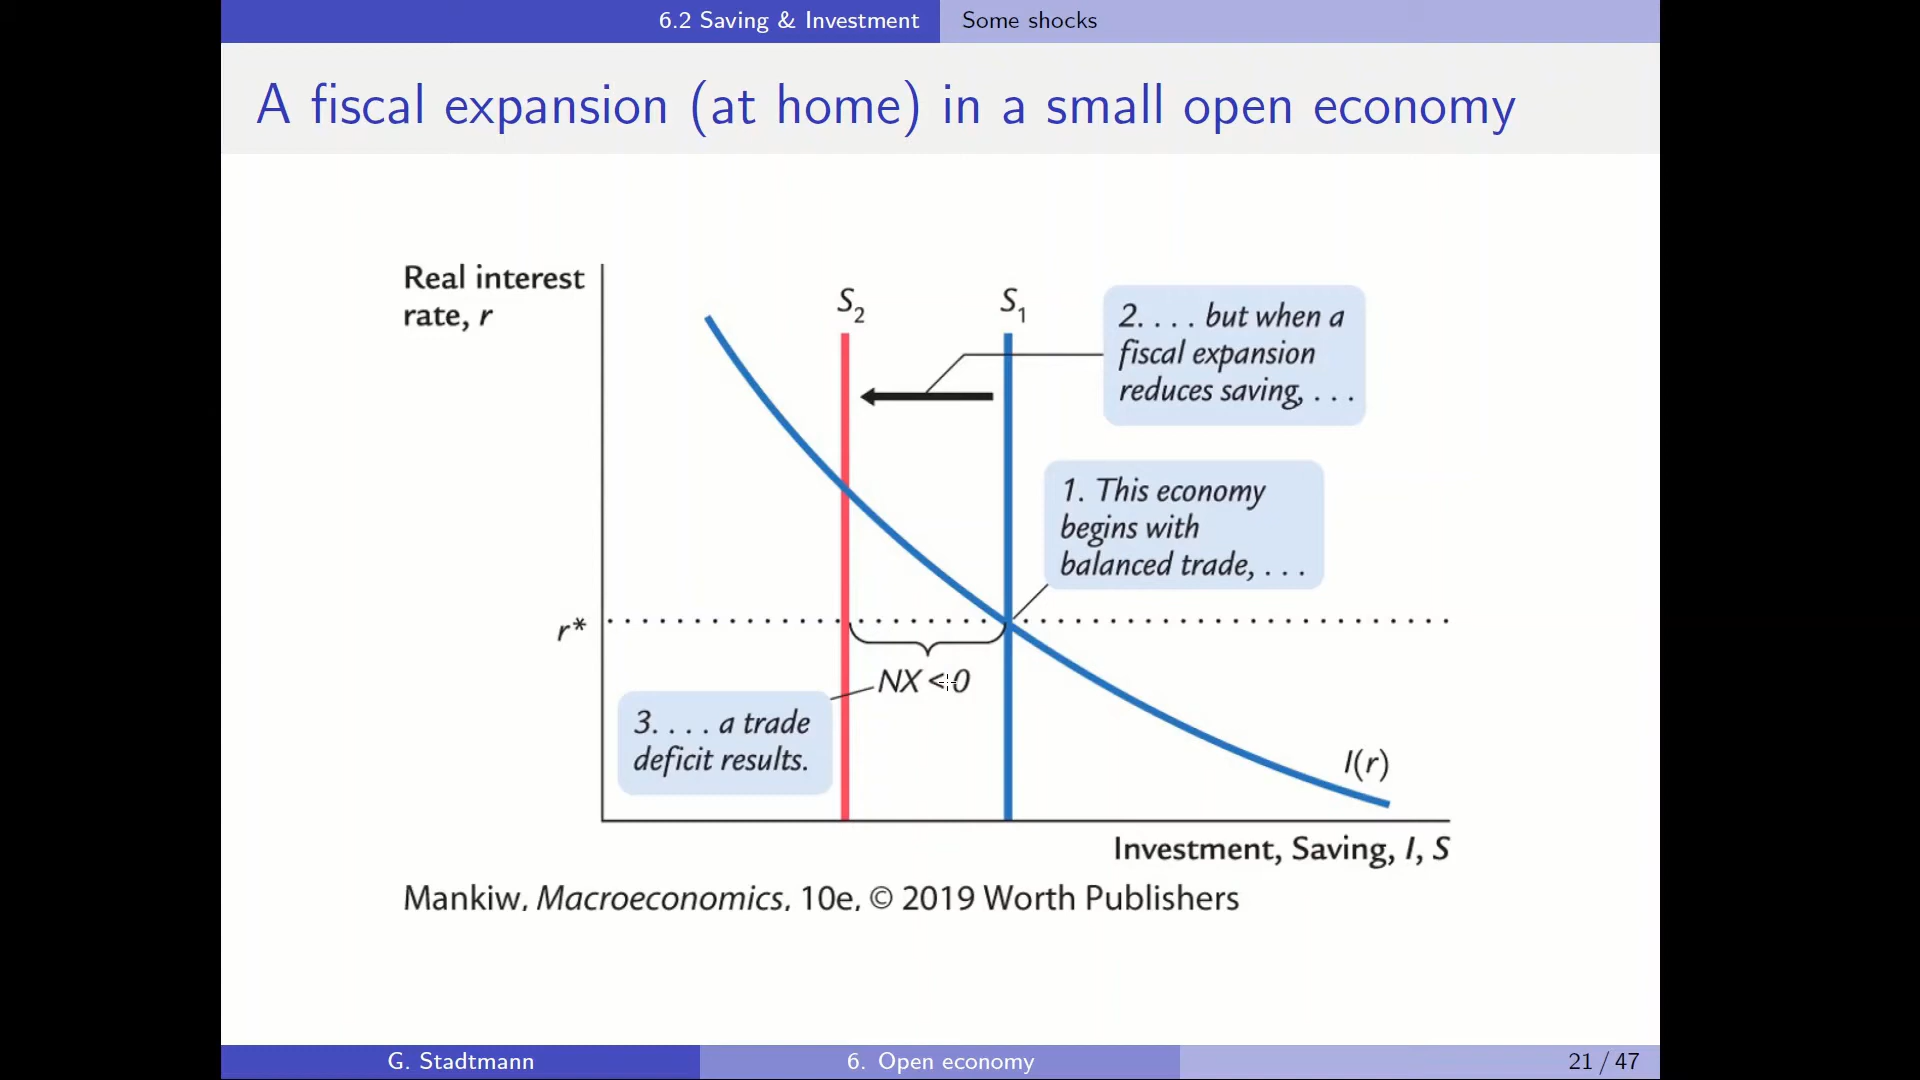 6.2 Saving & Investment Some shocks
A fiscal expansion (at home) in a small open economy
Real interest
rate, r
S2
S1
2. . . . but when a
fiscal expansion
reduces saving, . . .
1. This economy
begins with
balanced trade, . . .
r*
NX <0
3. . . . a trade
deficit results.
I(r)
Investment, Saving, I, S
Mankiw, Macroeconomics, 10e, © 2019 Worth Publishers
G. Stadtmann 6. Open economy 21 / 47